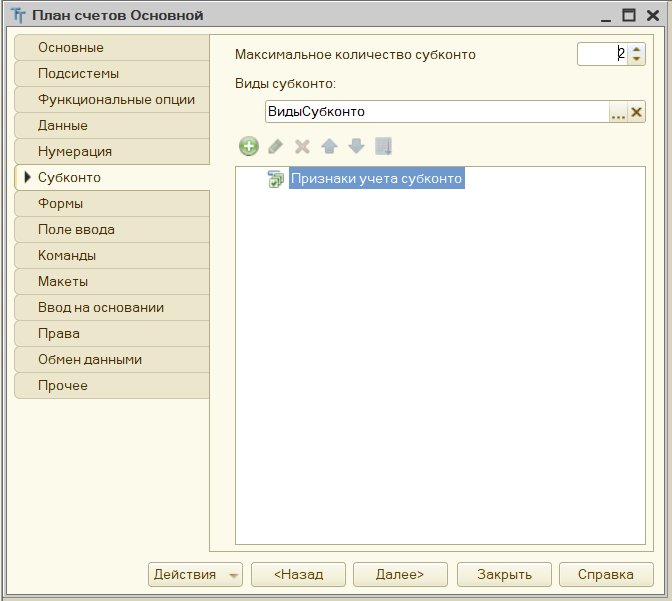 План счетов Основной
Основные
Подсистемы
Функциональные опции
Данные
Нумерация
Субконто
Формы
Поле ввода
Команды
Макеты
Ввод на основании
Права
Обмен данными
Прочее
Максимальное количество субконто 2
Виды субконто:
ВидыСубконто ...
Признаки учета субконто
Действия <Назад Далее> Закрыть Справка